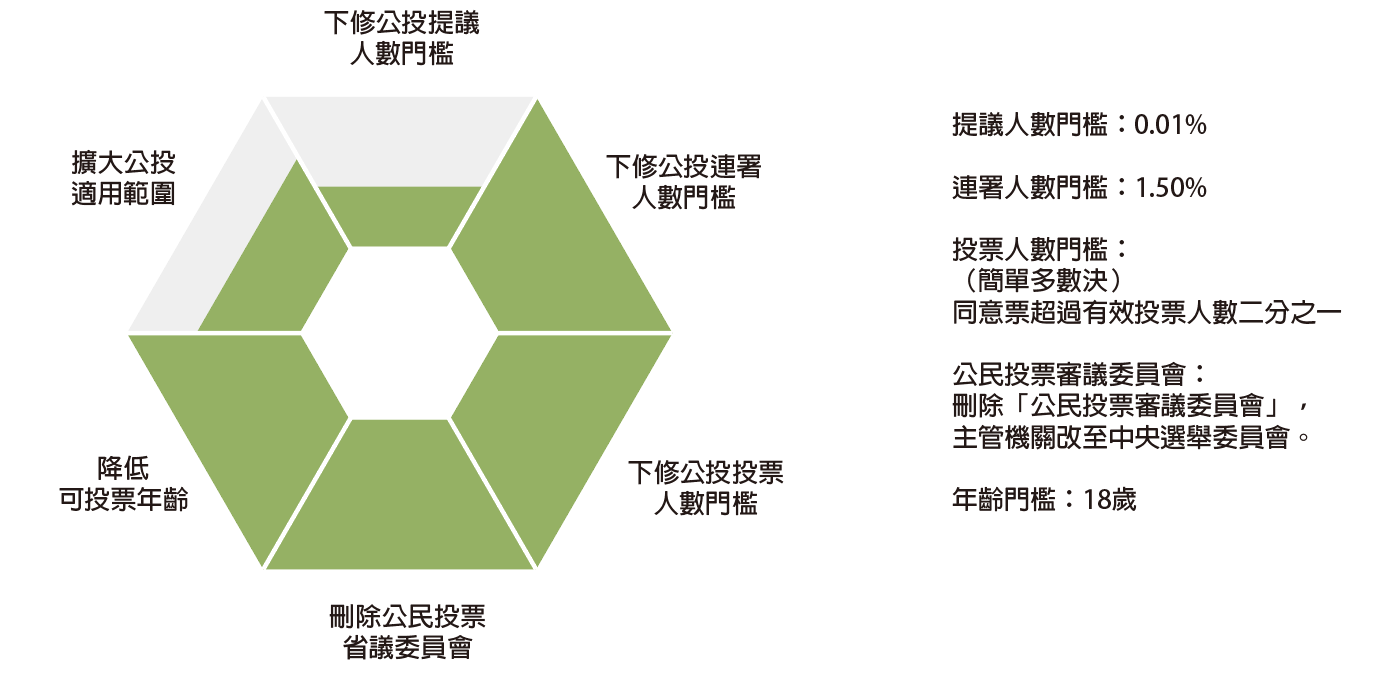 下修公投提議
人數門檻
擴大公投
適用範圍
下修公投連署
人數門檻
降低
可投票年齡
下修公投投票
人數門檻
刪除公民投票
省議委員會
提議人數門檻：0.01%
連署人數門檻：1.50%
投票人數門檻：
（簡單多數決）
同意票超過有效投票人數二分之一
公民投票審議委員會：
刪除「公民投票審議委員會」，
主管機關改至中央選舉委員會。
年齡門檻：18歲